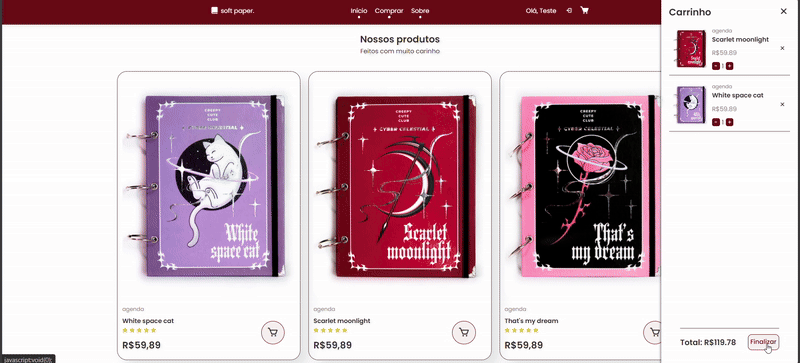 soft paper.
Início Comprar Sobre
Olá, Teste
Nossos produtos
Feitos com muito carinho.
CREEPY
CUTE
CLUB
CYBER CELESTIAL
White
space cat
agenda
White space cat
R$59,89
CREEPY
CUTE
CLUB
CYBER CELESTIAL
Scarlet
moonlight
agenda
Scarlet moonlight
R$59,89
CREEPY
CUTE
CLUB
CYBER CELESTIAL
That's
my dream
agenda
That's my dream
R$59,89
Carrinho
agenda
Scarlet moonlight
R$59,89
- 1 +
agenda
White space cat
R$59,89
- 1 +
Total: R$119.78 Finalizar
javascript:void(0);